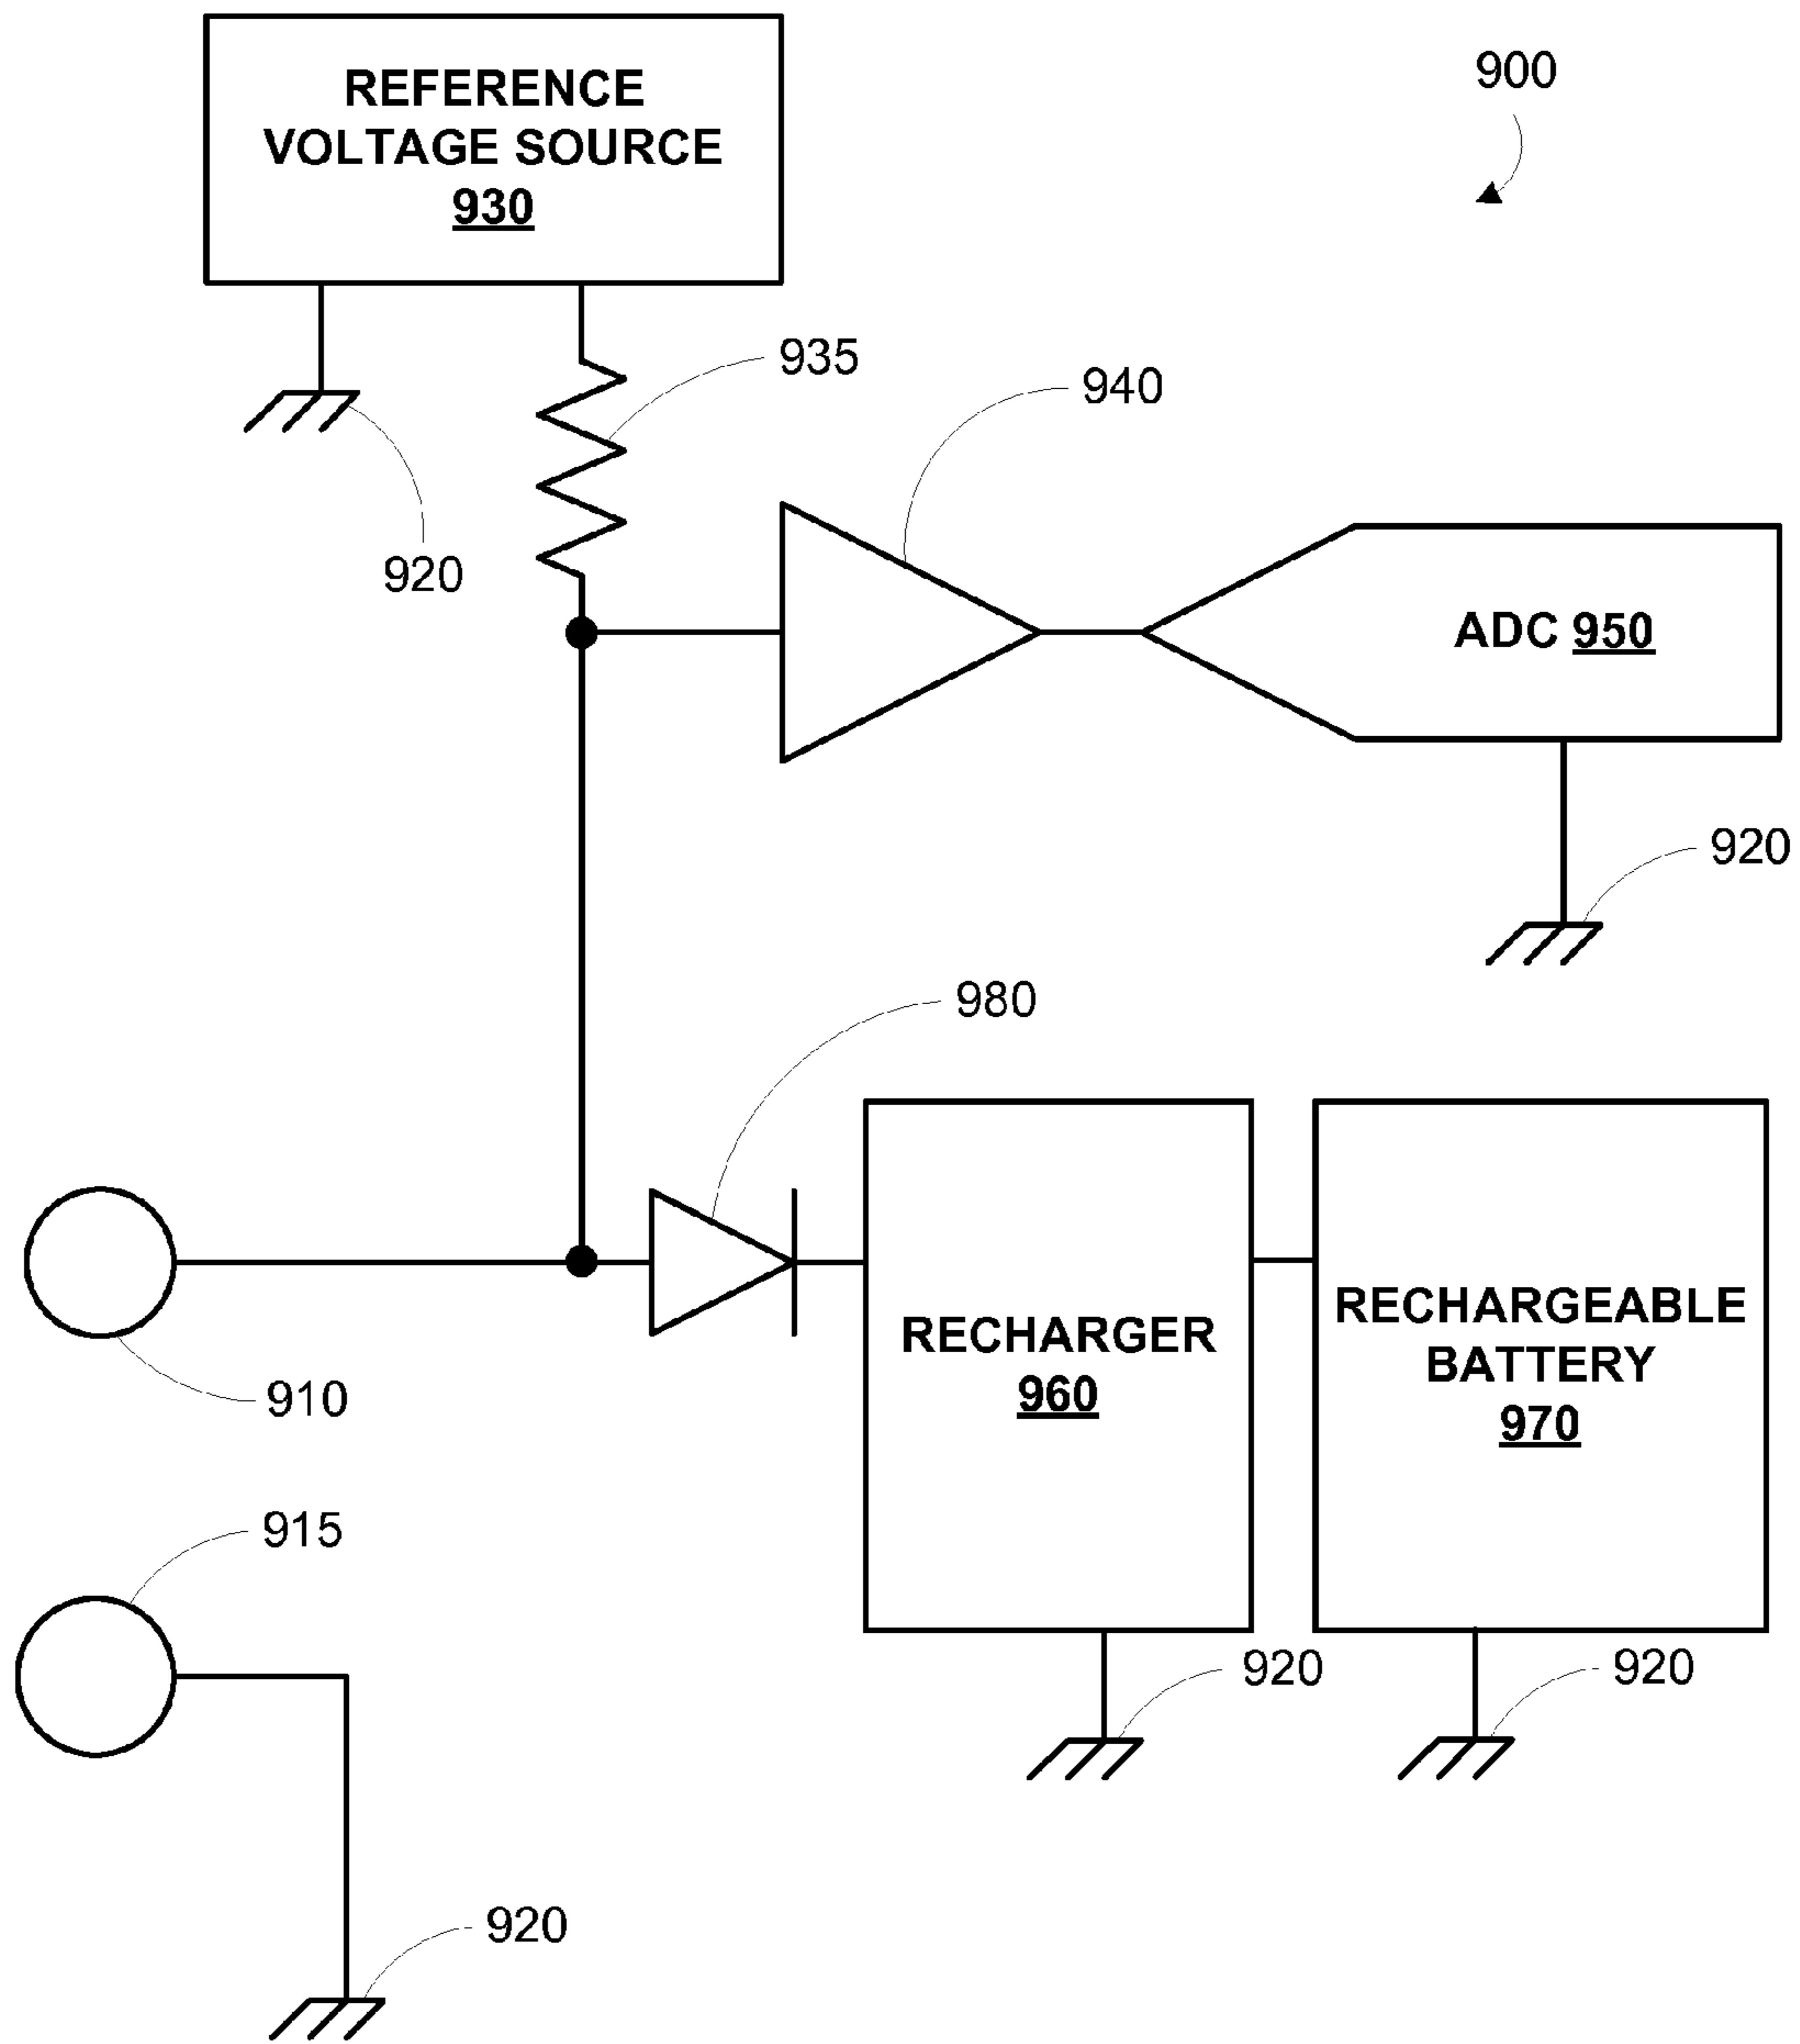 REFERENCE
VOLTAGE SOURCE
930
900
935
940
920
ADC 950
920
980
RECHARGER
960
RECHARGEABLE
BATTERY
970
910
915
920
920
920